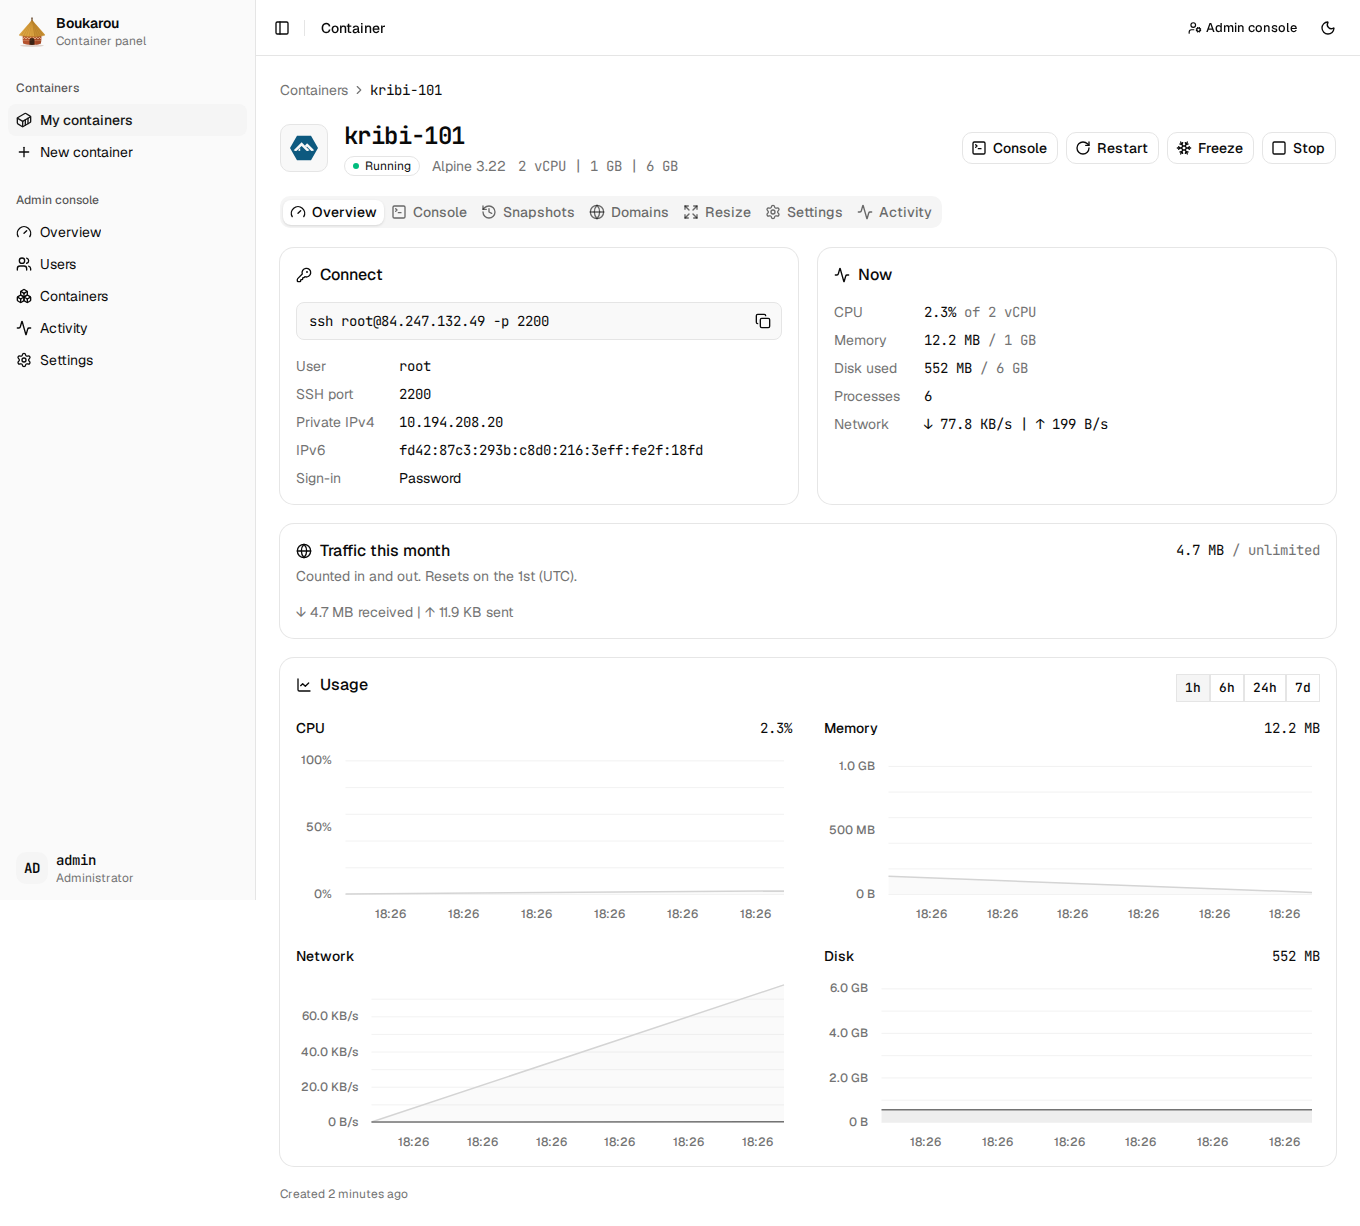 Boukarou
Container panel
Containers
My containers
New container
Admin console
Overview
Users
Containers
Activity
Settings
AD
admin
Administrator
Container
Admin console
Containers > kribi-101
kribi-101
Running Alpine 3.22 2 vCPU | 1 GB | 6 GB
Console Restart Freeze Stop
Overview Console Snapshots Domains Resize Settings Activity
Connect
ssh root@84.247.132.49 -p 2200
User root
SSH port 2200
Private IPv4 10.194.208.20
IPv6 fd42:87c3:293b:c8d0:216:3eff:fe2f:18fd
Sign-in Password
Now
CPU 2.3% of 2 vCPU
Memory 12.2 MB / 1 GB
Disk used 552 MB / 6 GB
Processes 6
Network ↓ 77.8 KB/s | ↑ 199 B/s
Traffic this month 4.7 MB / unlimited
Counted in and out. Resets on the 1st (UTC).
↓ 4.7 MB received | ↑ 11.9 KB sent
Usage 1h 6h 24h 7d
CPU 2.3%
100%
50%
0%
18:26 18:26 18:26 18:26 18:26 18:26
Memory 12.2 MB
1.0 GB
500 MB
0 B
18:26 18:26 18:26 18:26 18:26 18:26
Network
60.0 KB/s
40.0 KB/s
20.0 KB/s
0 B/s
18:26 18:26 18:26 18:26 18:26 18:26
Disk 552 MB
6.0 GB
4.0 GB
2.0 GB
0 B
18:26 18:26 18:26 18:26 18:26 18:26
Created 2 minutes ago